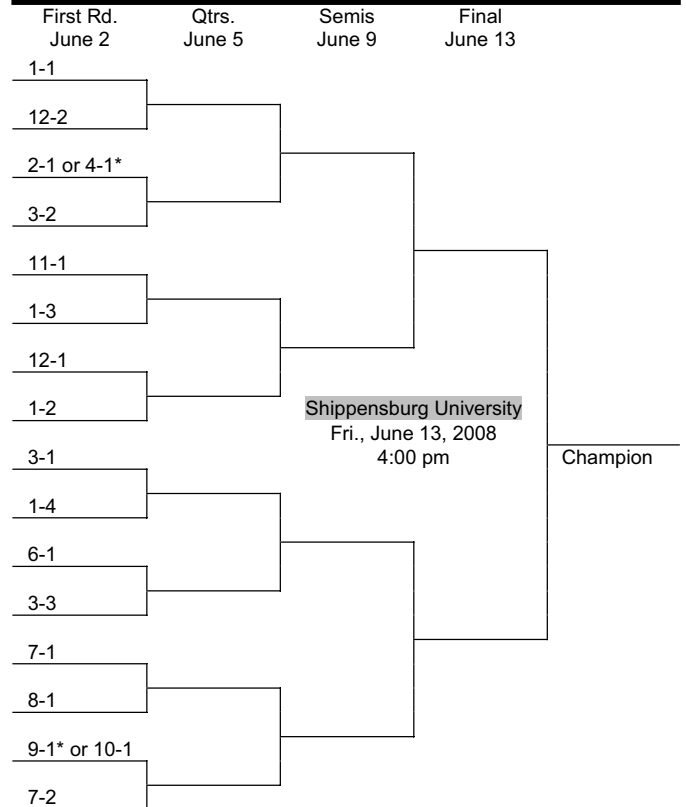 First Rd. Qtrs. Semis Final
June 2 June 5 June 9 June 13
1-1
12-2
2-1 or 4-1*
3-2
11-1
1-3
12-1
1-2
Shippensburg University
Fri., June 13, 2008
4:00 pm
Champion
3-1
1-4
6-1
3-3
7-1
8-1
9-1* or 10-1
7-2